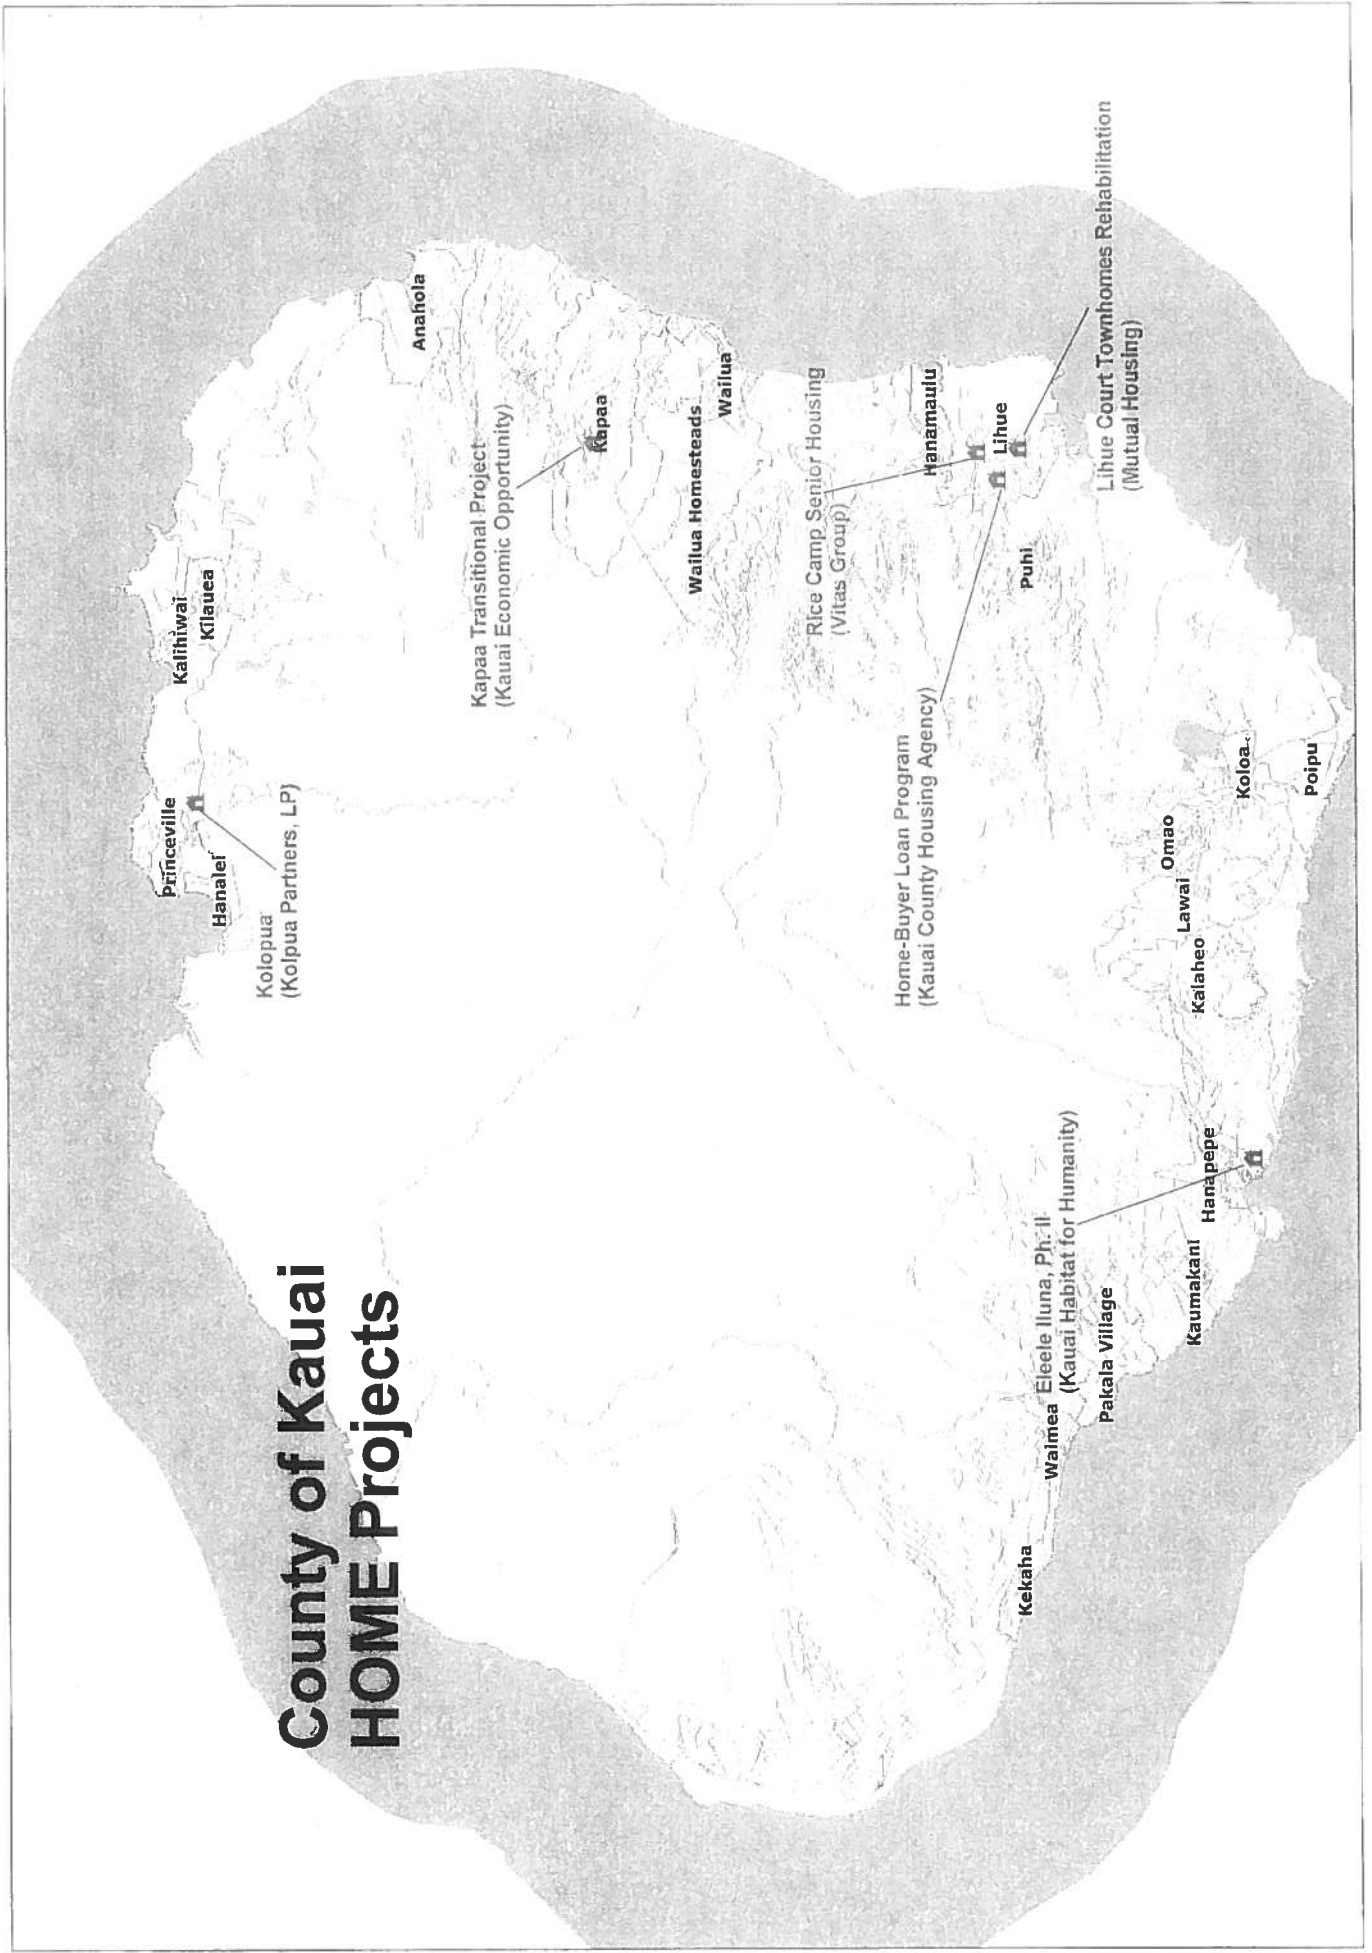 County of Kauai
HOME Projects
Princeville
Hanalei
Kolopua
(Kolpua Partners, LP)
Kalihiwai
Kilauea
Anahola
Kapaa Transitional Project
(Kauai Economic Opportunity)
Kapaa
Wailua Homesteads
Wailua
Rice Camp Senior Housing
(Vitas Group)
Hanamaulu
Home-Buyer Loan Program
(Kauai County Housing Agency)
Lihue
Puhi
Lihue Court Townhomes Rehabilitation
(Mutual Housing)
Kekaha
Waimea
Eleele Iluna, Ph. II
(Kauai Habitat for Humanity)
Pakala Village
Kaumakani
Hanapepe
Kalaheo
Lawai
Omao
Koloa
Poipu